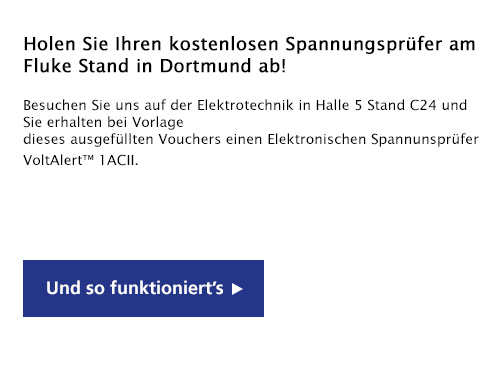 Holen Sie Ihren kostenlosen Spannungsprüfer am
Fluke Stand in Dortmund ab!
Besuchen Sie uns auf der Elektrotechnik in Halle 5 Stand C24 und
Sie erhalten bei Vorlage
dieses ausgefüllten Vouchers einen Elektronischen Spannunsprüfer
VoltAlert™ 1ACII.
Und so funktioniert's ▶